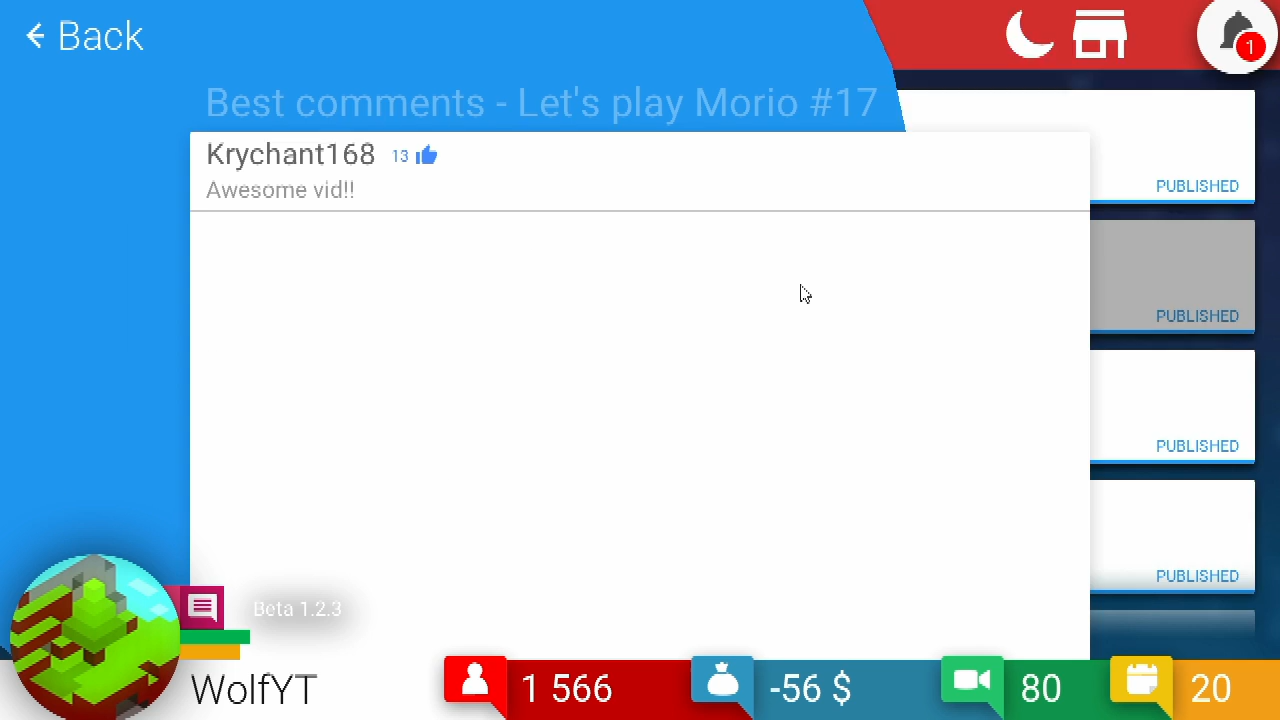 Back
1
Best comments - Let's play Morio #17
Krychant168 13
Awesome vid!!
PUBLISHED
PUBLISHED
PUBLISHED
PUBLISHED
Beta 1.2.3
WolfYT
1 566
-56 $
80
20